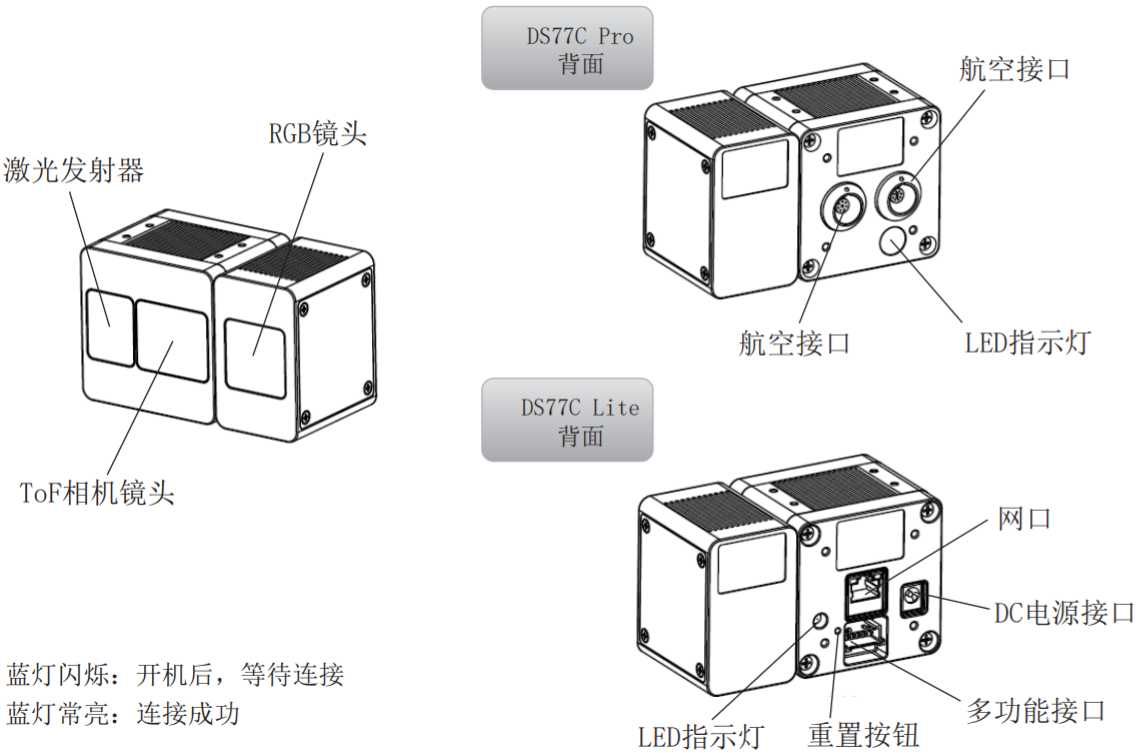 DS77C Pro
背面
航空接口
RGB镜头
激光发射器
航空接口
LED指示灯
DS77C Lite
背面
ToF相机镜头
网口
DC电源接口
蓝灯闪烁：开机后，等待连接
蓝灯常亮：连接成功
多功能接口
LED指示灯
重置按钮